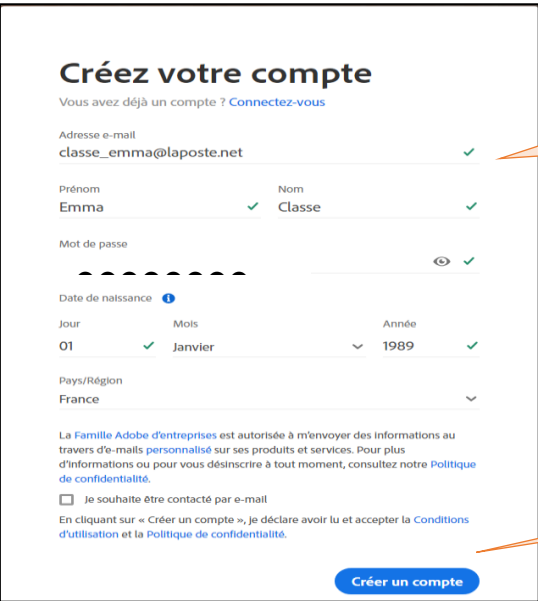 Créez votre compte
Vous avez déjà un compte ? Connectez-vous
Adresse e-mail
classe_emma@laposte.net
Prénom Nom
Emma Classe
Mot de passe
Date de naissance
Jour Mois Année
01 Janvier 1989
Pays/Région
France
La Famille Adobe d'entreprises est autorisée à m'envoyer des informations au
travers d'e-mails personnalisé sur ses produits et services. Pour plus
d'informations ou pour vous désinscrire à tout moment, consultez notre Politique
de confidentialité.
Je souhaite être contacté par e-mail
En cliquant sur « Créer un compte », je déclare avoir lu et accepter la Conditions
d'utilisation et la Politique de confidentialité.
Créer un compte